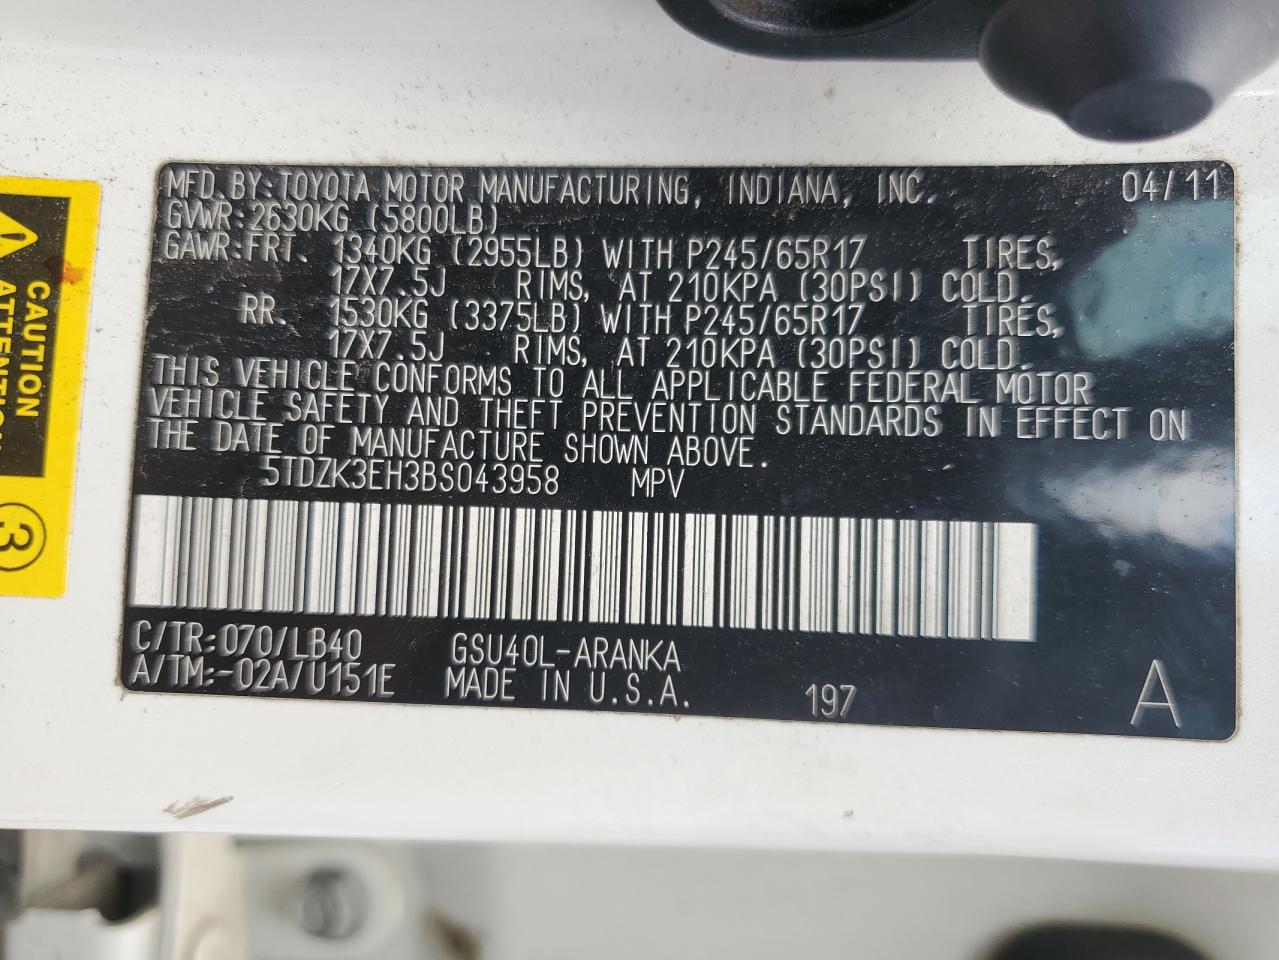 MFD.BY:TOYOTA MOTOR MANUFACTURING, INDIANA, INC. 04/11
GVWR:2630KG (5800LB)
GAWR:FRT. 1340KG (2955LB) WITH P245/65R17 TIRES,
17X7.5J RIMS, AT 210KPA (30PSI) COLD.
RR. 1530KG (3375LB) WITH P245/65R17 TIRES,
17X7.5J RIMS, AT 210KPA (30PSI) COLD.
THIS VEHICLE CONFORMS TO ALL APPLICABLE FEDERAL MOTOR
VEHICLE SAFETY AND THEFT PREVENTION STANDARDS IN EFFECT ON
THE DATE OF MANUFACTURE SHOWN ABOVE.
5TDZK3EH3BS043958 MPV
C/TR:070/LB40 GSU40L-ARANKA
A/TM:-02A/U151E MADE IN U.S.A. 197 A
CAUTION
ATTENTION
3